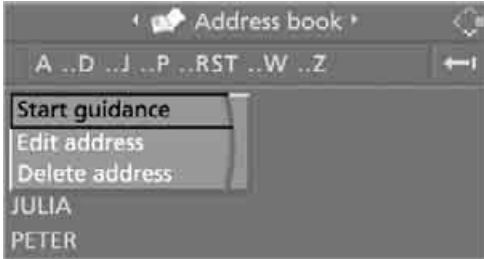 Address book
A ..D ..J ..P ..RST ..W ..Z
Start guidance
Edit address
Delete address
JULIA
PETER